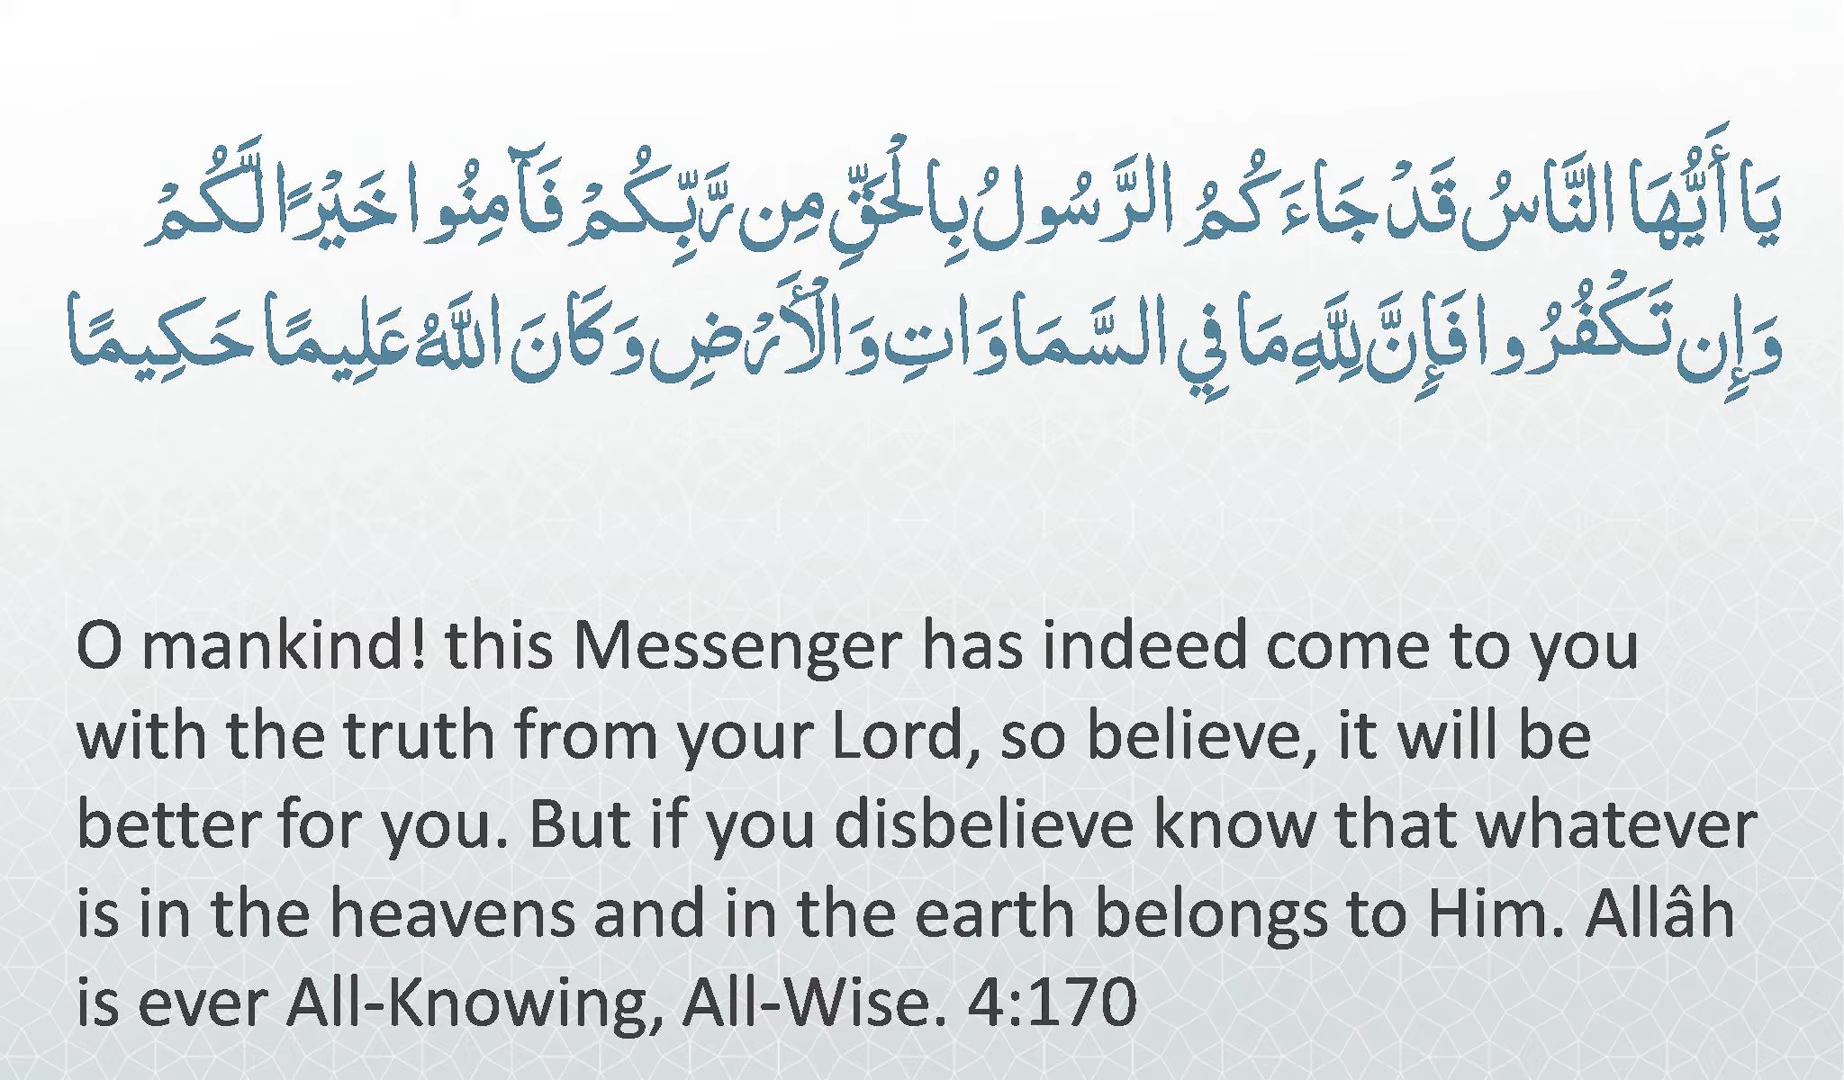 يَا أَيُّهَا النَّاسُ قَدْ جَاءَكُمُ الرَّسُولُ بِالْحَقِّ مِن رَّبِّكُمْ فَآمِنُوا خَيْرًا لَّكُمْ
وَإِن تَكْفُرُوا فَإِنَّ لِلَّهِ مَا فِي السَّمَاوَاتِ وَالْأَرْضِ وَكَانَ اللَّهُ عَلِيمًا حَكِيمًا
O mankind! this Messenger has indeed come to you
with the truth from your Lord, so believe, it will be
better for you. But if you disbelieve know that whatever
is in the heavens and in the earth belongs to Him. Allâh
is ever All-Knowing, All-Wise. 4:170